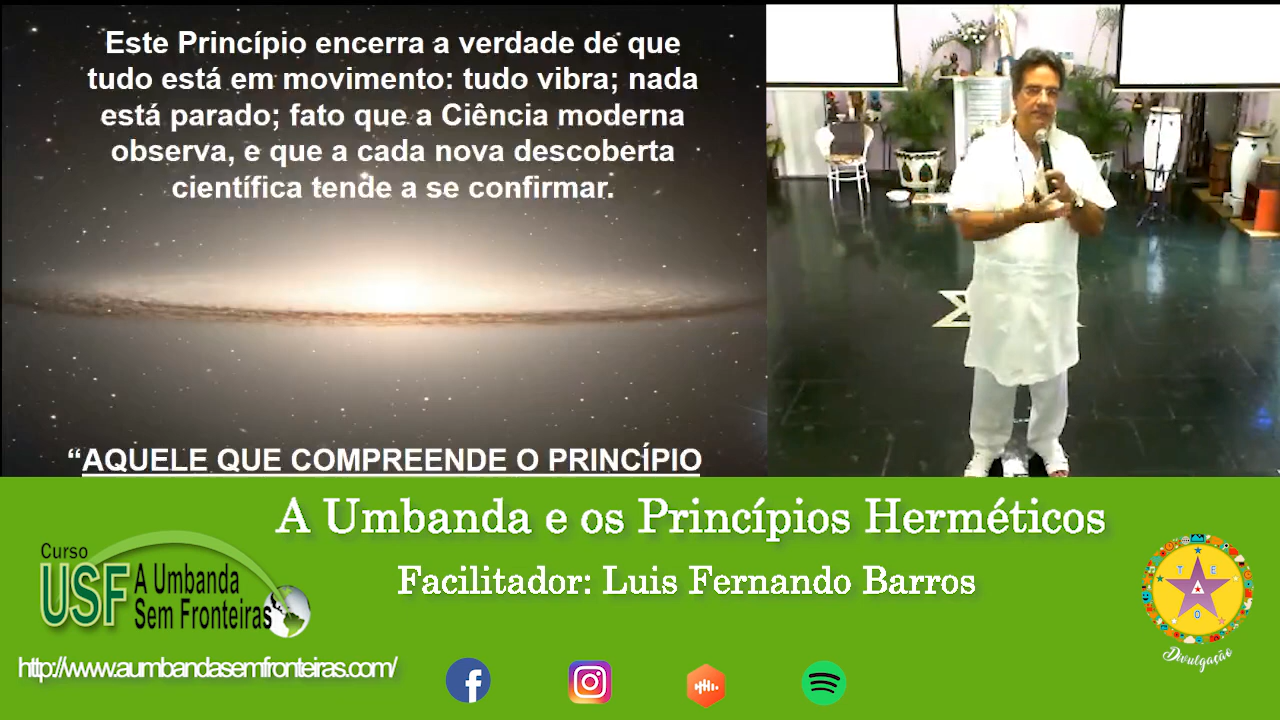 Este Princípio encerra a verdade de que
tudo está em movimento: tudo vibra; nada
está parado; fato que a Ciência moderna
observa, e que a cada nova descoberta
científica tende a se confirmar.
“AQUELE QUE COMPREENDE O PRINCÍPIO
A Umbanda e os Princípios Herméticos
Facilitador: Luis Fernando Barros
Curso
USF A Umbanda
Sem Fronteiras
http://www.aumbandasemfronteiras.com/
T E
A
O
Divulgação